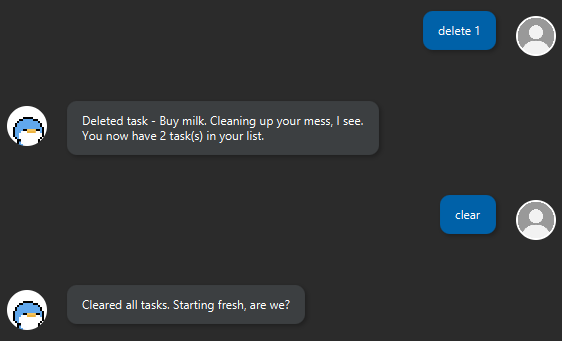 delete 1
Deleted task - Buy milk. Cleaning up your mess, I see.
You now have 2 task(s) in your list.
clear
Cleared all tasks. Starting fresh, are we?